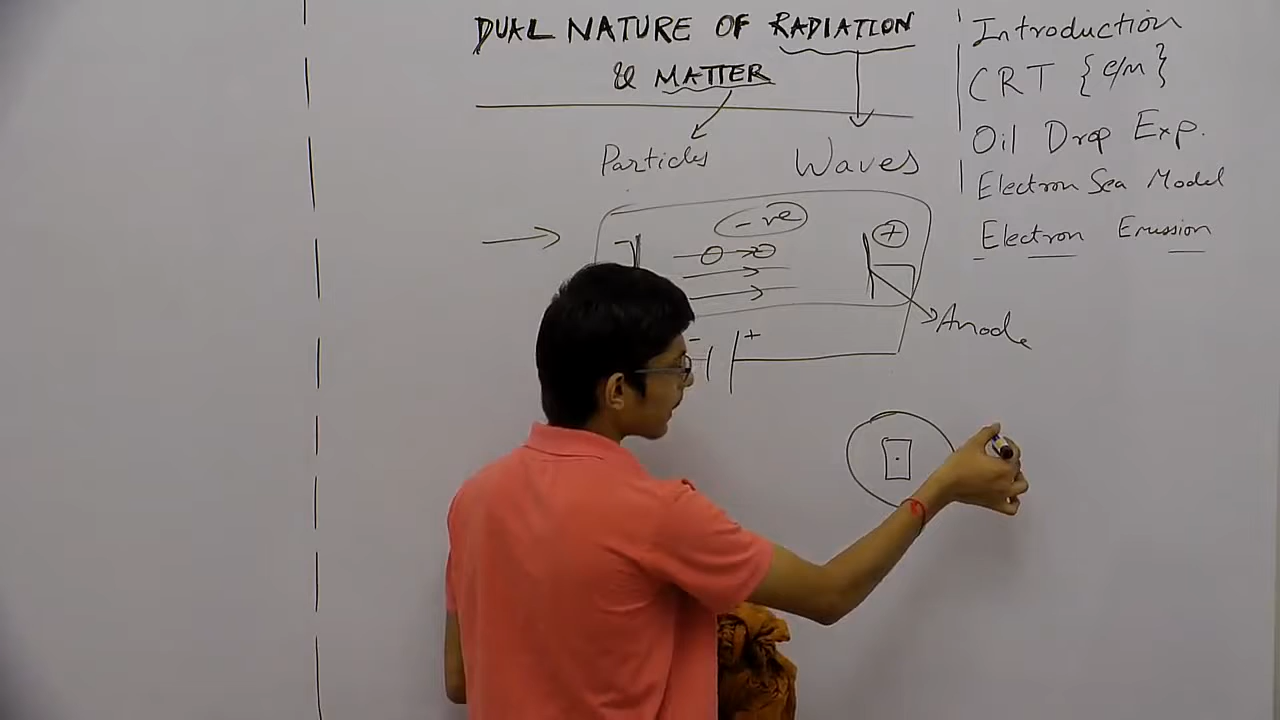 DUAL NATURE OF RADIATION
& MATTER
Particles
Waves
- ve
+
- +
Anode
Introduction
CRT {e/m}
Oil Drop Exp.
Electron Sea Model
Electron Emission